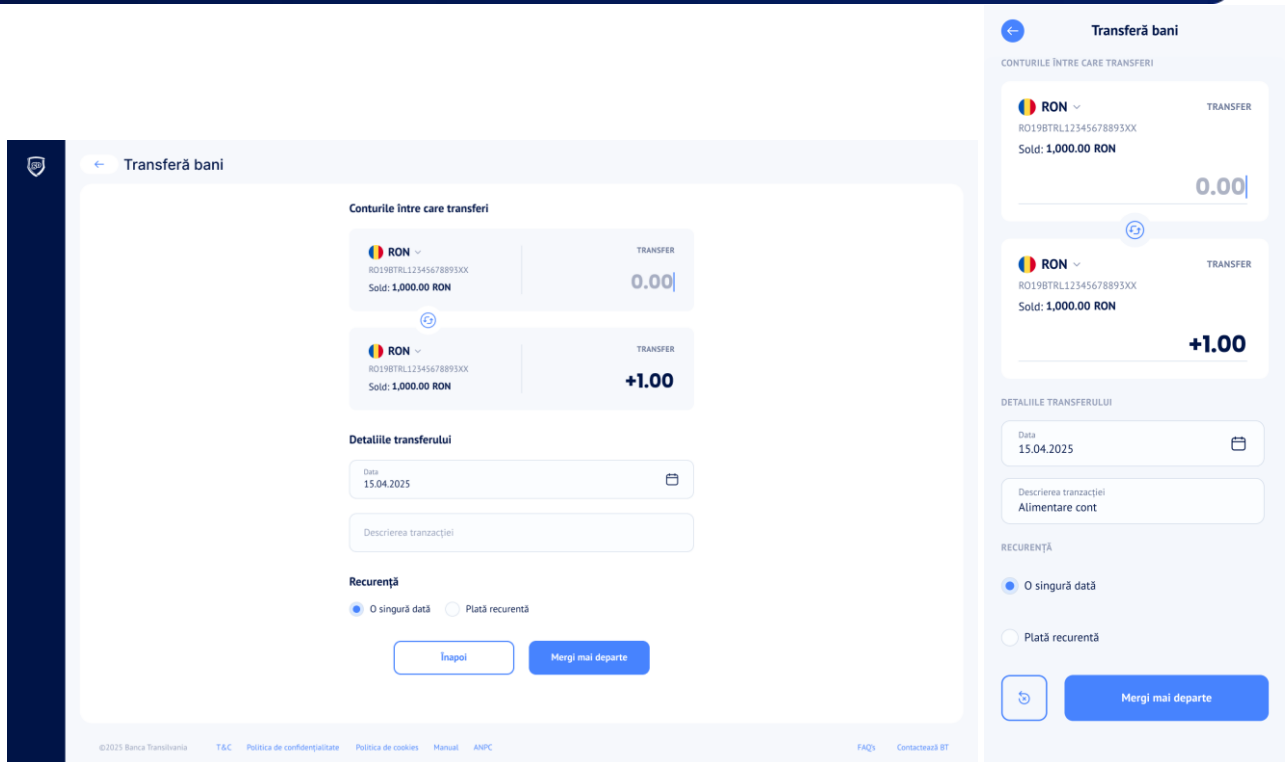 Transferă bani
Conturile între care transferi
RON
TRANSFER
RO19BTRL12345678893XX
Sold: 1,000.00 RON
0.00
RON
TRANSFER
RO19BTRL12345678893XX
Sold: 1,000.00 RON
+1.00
Detaliile transferului
Data
15.04.2025
Descrierea tranzacției
Recurență
O singură dată
Plată recurentă
Înapoi
Mergi mai departe
©2025 Banca Transilvania T&C Politica de confidențialitate Politica de cookies Manual ANPC FAQ's Contactează BT
Transferă bani
CONTURILE ÎNTRE CARE TRANSFERI
RON
TRANSFER
RO19BTRL12345678893XX
Sold: 1,000.00 RON
0.00
RON
TRANSFER
RO19BTRL12345678893XX
Sold: 1,000.00 RON
+1.00
DETALIILE TRANSFERULUI
Data
15.04.2025
Descrierea tranzacției
Alimentare cont
RECURENȚĂ
O singură dată
Plată recurentă
Mergi mai departe